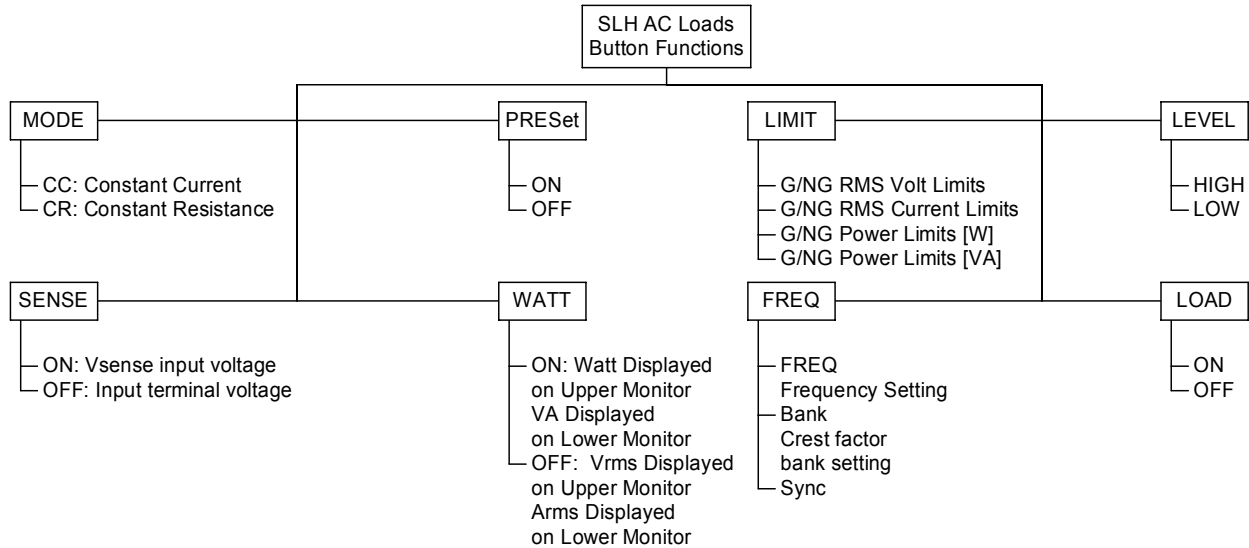 SLH AC Loads
Button Functions
MODE
CC: Constant Current
CR: Constant Resistance
PRESet
ON
OFF
LIMIT
G/NG RMS Volt Limits
G/NG RMS Current Limits
G/NG Power Limits [W]
G/NG Power Limits [VA]
LEVEL
HIGH
LOW
SENSE
ON: Vsense input voltage
OFF: Input terminal voltage
WATT
ON: Watt Displayed
on Upper Monitor
VA Displayed
on Lower Monitor
OFF: Vrms Displayed
on Upper Monitor
Arms Displayed
on Lower Monitor
FREQ
FREQ
Frequency Setting
Bank
Crest factor
bank setting
Sync
LOAD
ON
OFF